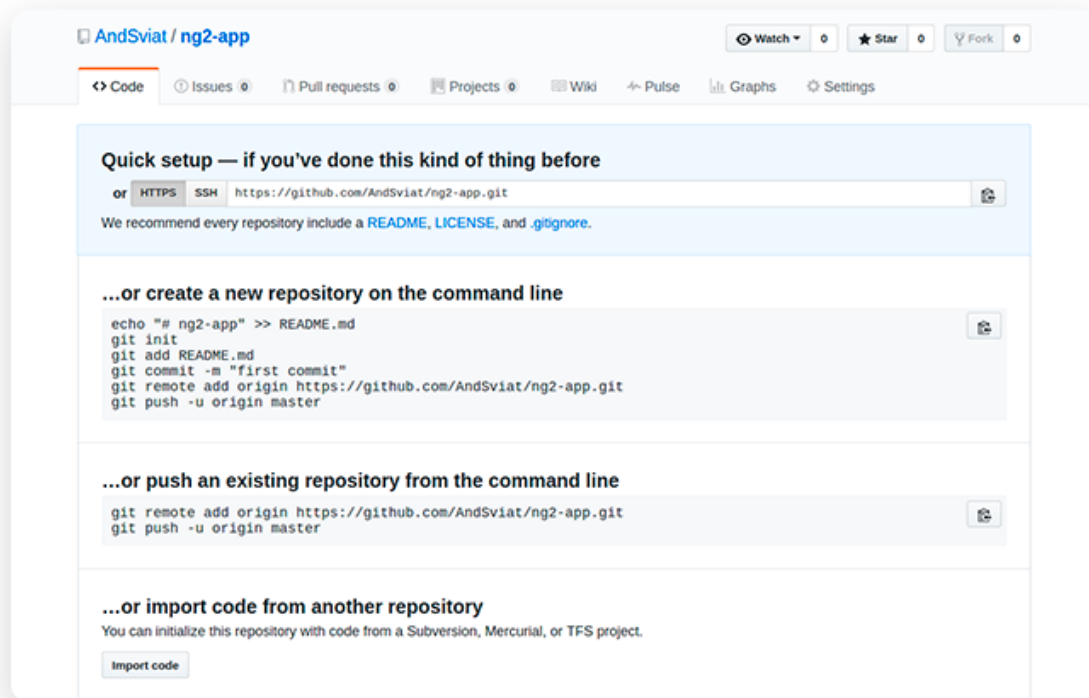 AndSviat / ng2-app
Watch 0 Star 0 Fork 0
Code Issues 0 Pull requests 0 Projects 0 Wiki Pulse Graphs Settings
Quick setup — if you've done this kind of thing before
or HTTPS SSH https://github.com/AndSviat/ng2-app.git
We recommend every repository include a README, LICENSE, and .gitignore.
…or create a new repository on the command line
echo "# ng2-app" >> README.md
git init
git add README.md
git commit -m "first commit"
git remote add origin https://github.com/AndSviat/ng2-app.git
git push -u origin master
…or push an existing repository from the command line
git remote add origin https://github.com/AndSviat/ng2-app.git
git push -u origin master
…or import code from another repository
You can initialize this repository with code from a Subversion, Mercurial, or TFS project.
Import code